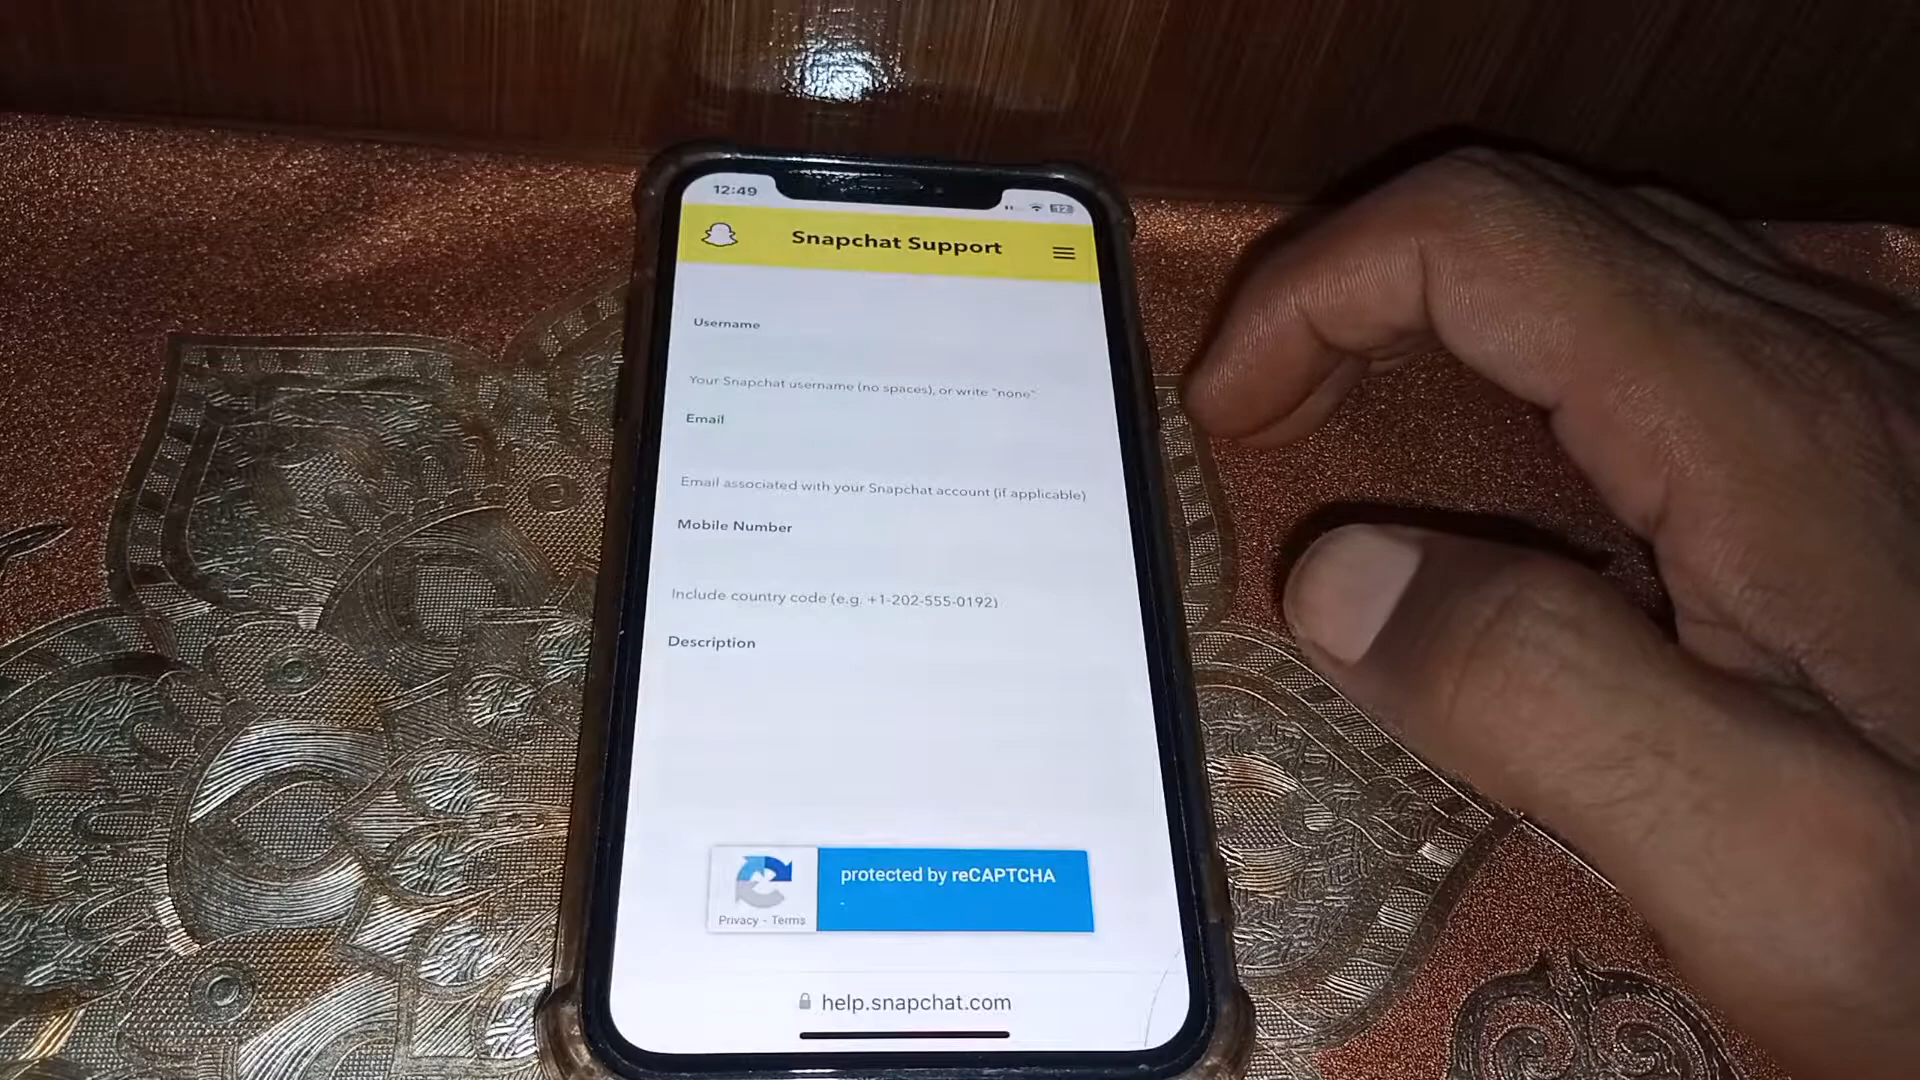 12:49
12
Snapchat Support
Username
Your Snapchat username (no spaces), or write "none"
Email
Email associated with your Snapchat account (if applicable)
Mobile Number
Include country code (e.g. +1-202-555-0192)
Description
protected by reCAPTCHA
Privacy - Terms
help.snapchat.com